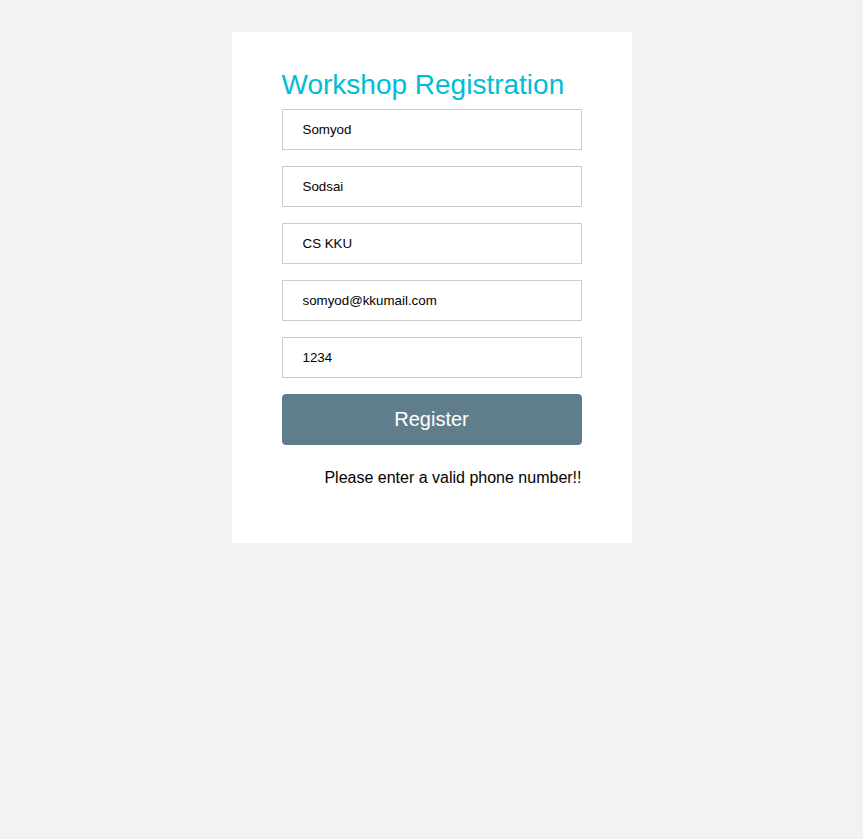 Workshop Registration
Somyod
Sodsai
CS KKU
somyod@kkumail.com
1234
Register
Please enter a valid phone number!!